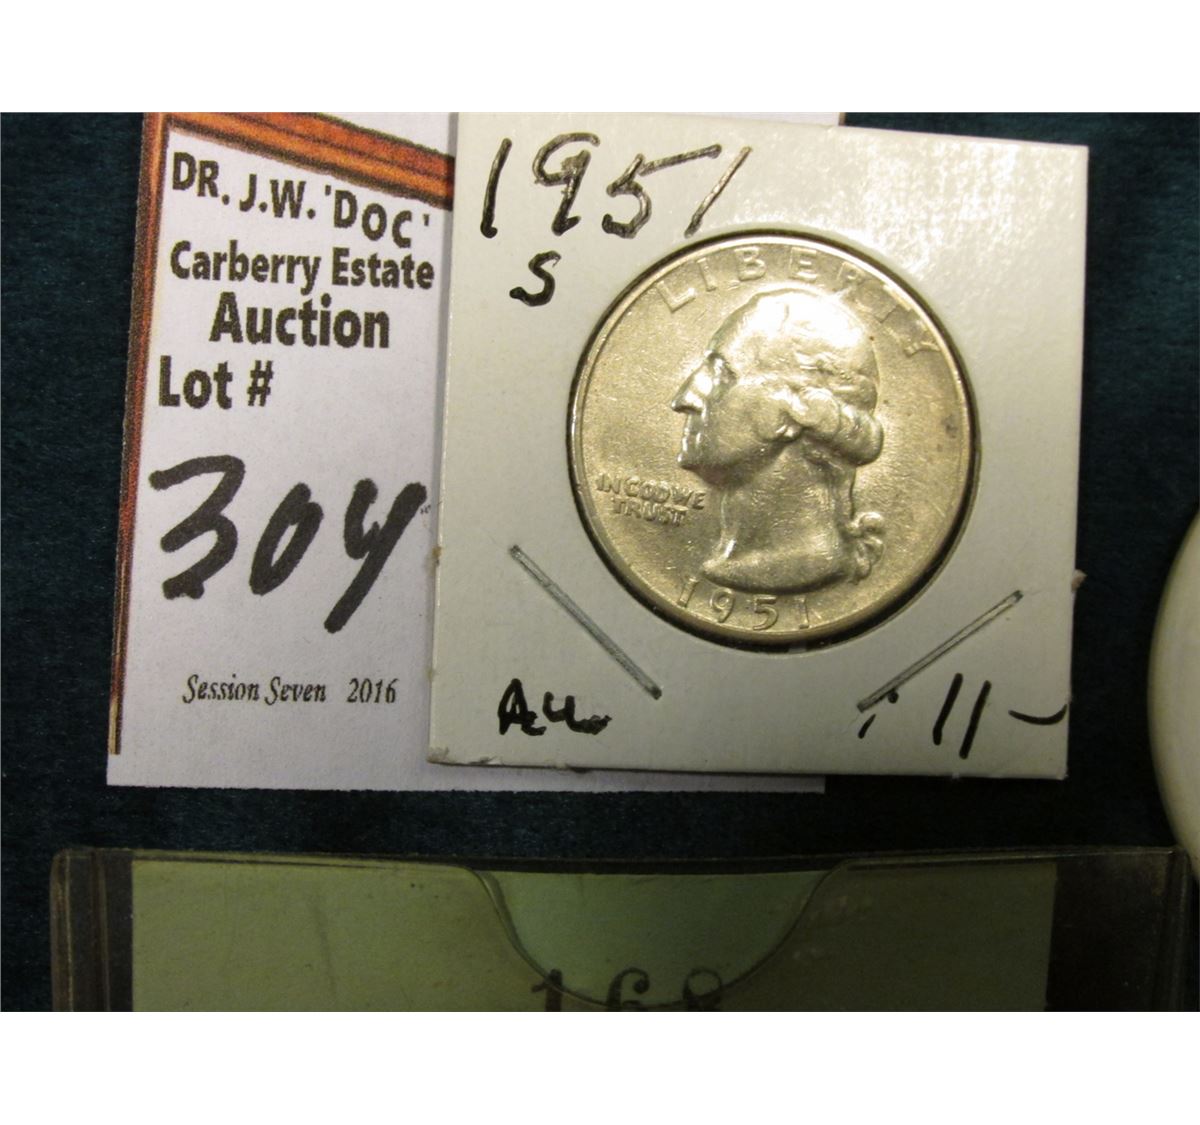 DR. J.W. 'DOC'
Carberry Estate
Auction
Lot #
304
Session Seven 2016
1951
S
LIBERTY
IN GOD WE
TRUST
1951
AU
11-
168